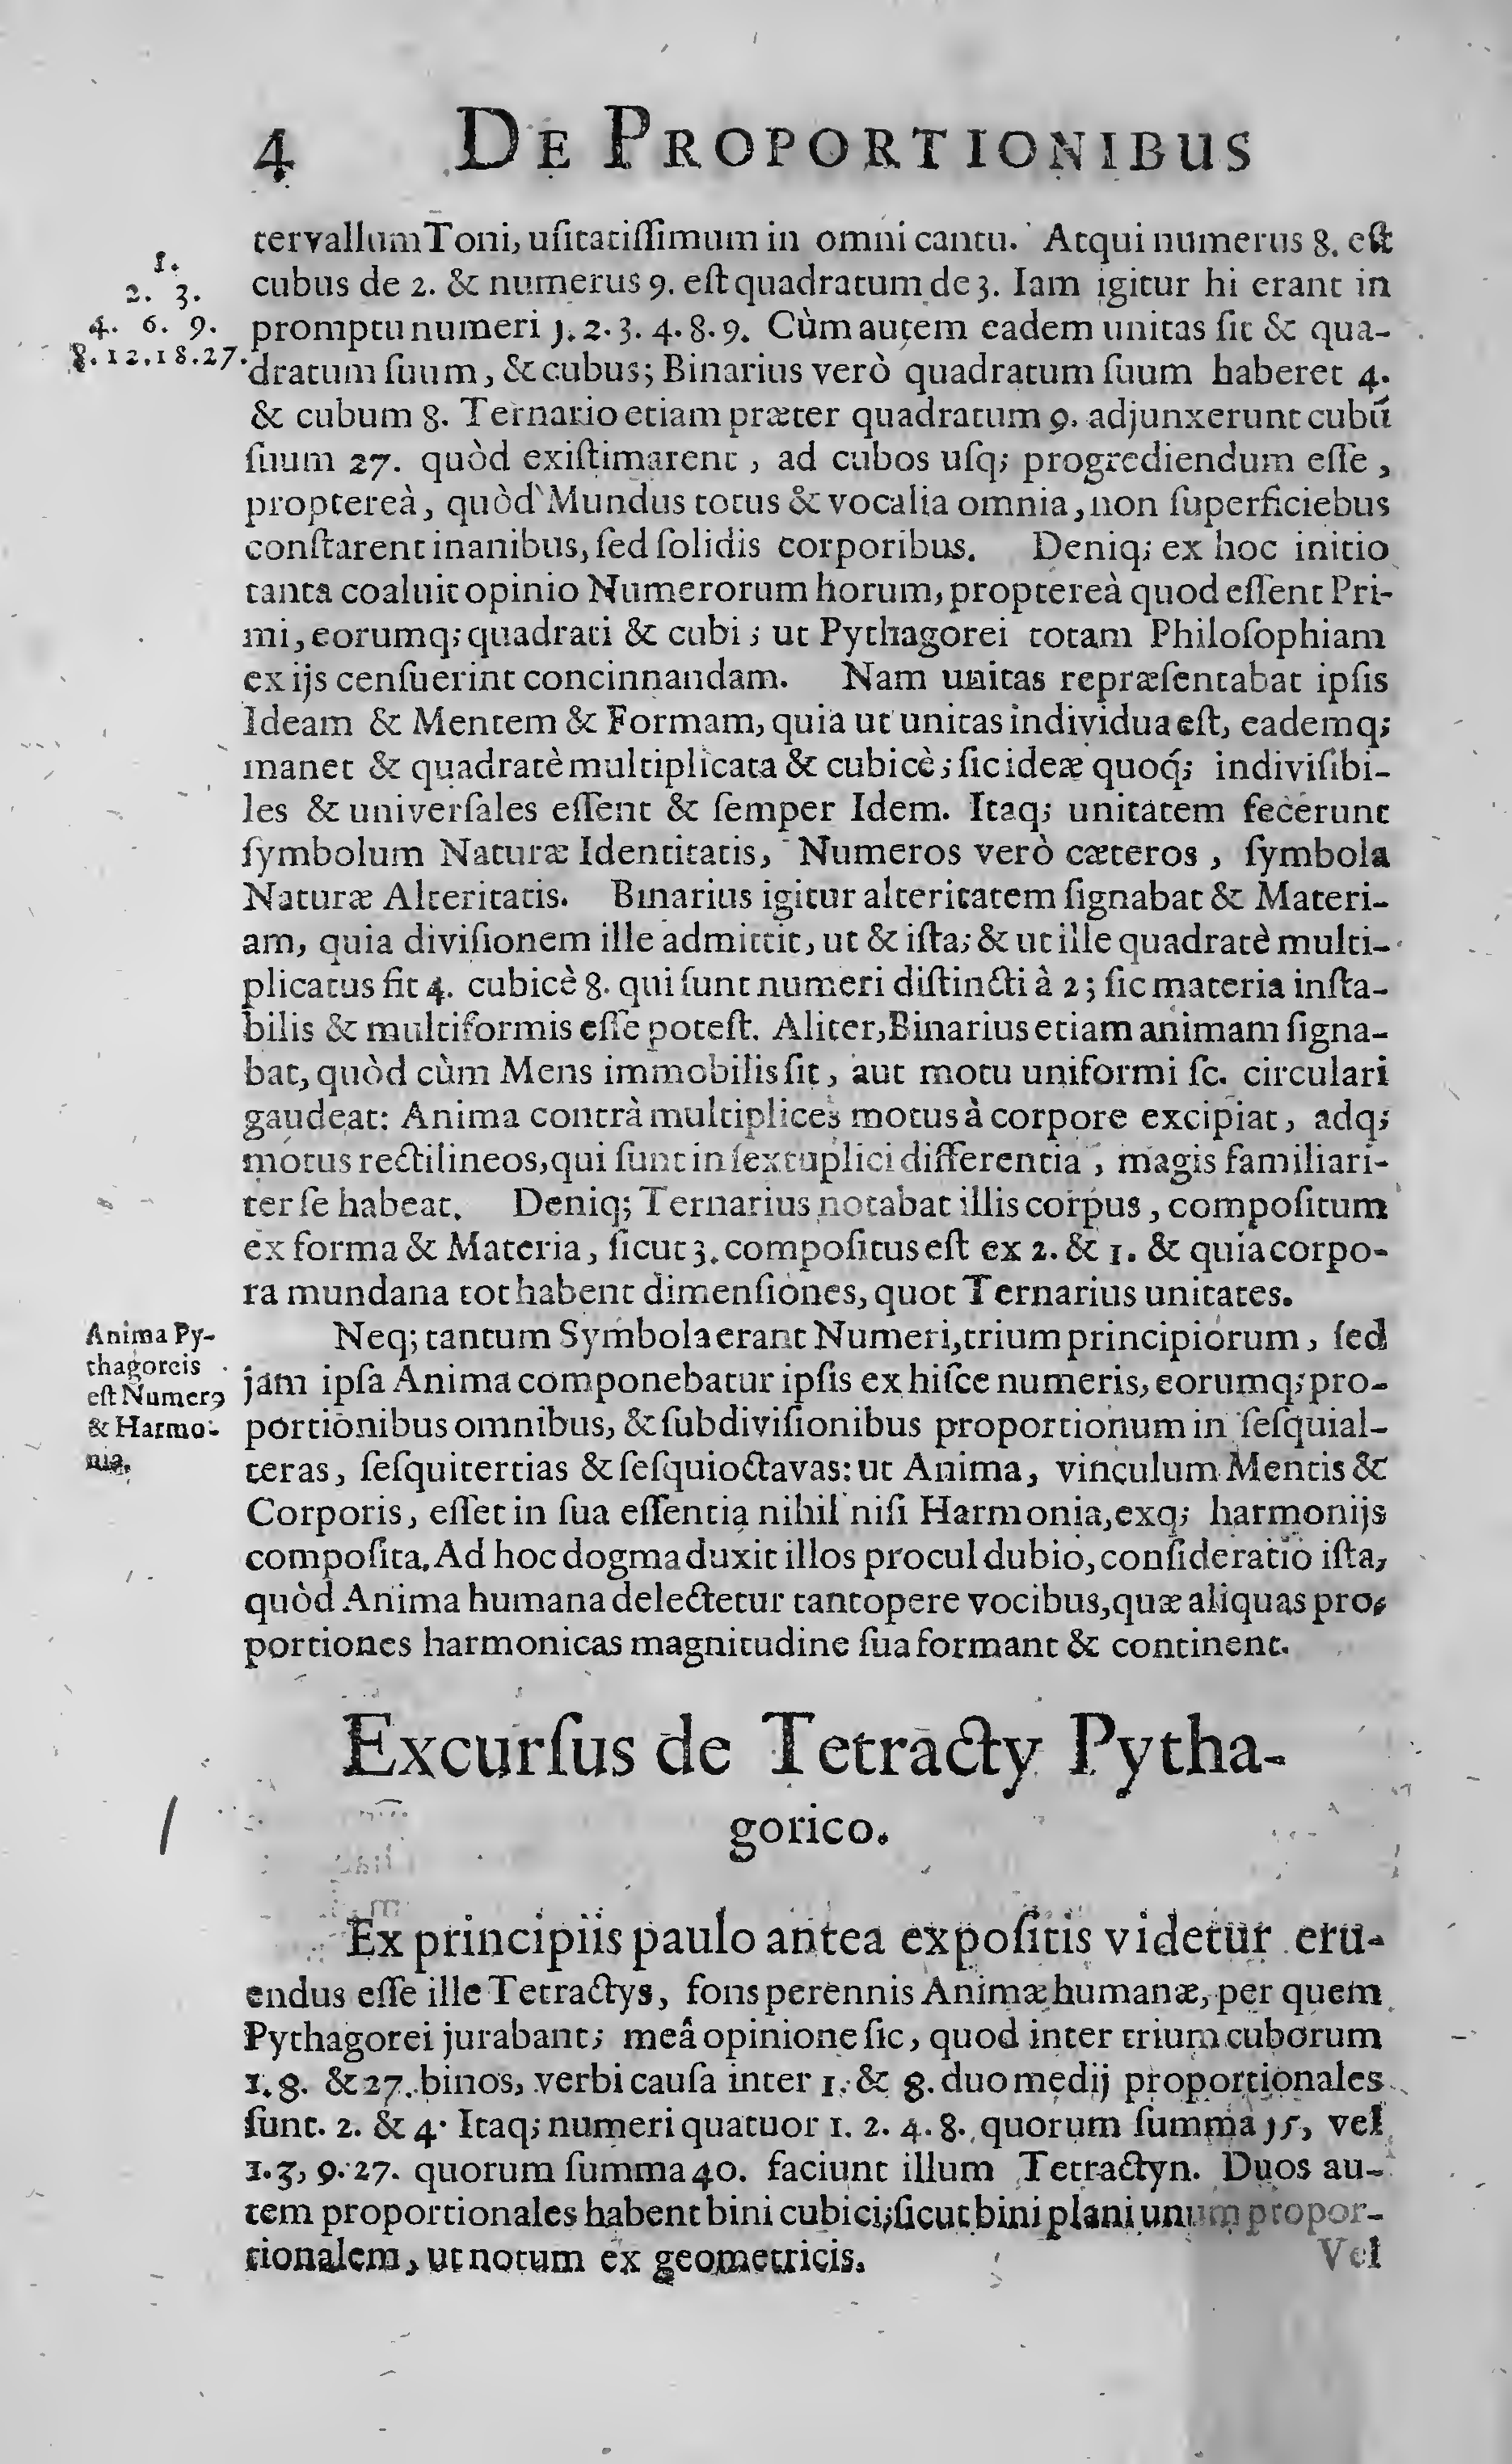 4 DE PROPORTIONIBUS
tervallum Toni, uſitatiſſimum in omni cantu. Atqui numerus 8. eſt
cubus de 2. & numerus 9. eſt quadratum de 3. Iam igitur hi erant in
promptu numeri 1. 2. 3. 4. 8. 9. Cùm autem eadem unitas ſit & qua-
dratum ſuum, & cubus; Binarius verò quadratum ſuum haberet 4.
& cubum 8. Ternario etiam præter quadratum 9. adjunxerunt cubū
ſuum 27. quòd exiſtimarent, ad cubos uſq; progrediendum eſſe,
proptereà, quòd Mundus totus & vocalia omnia, non ſuperficiebus
conſtarent inanibus, ſed ſolidis corporibus. Deniq; ex hoc initio
tanta coaluit opinio Numerorum horum, proptereà quod eſſent Pri-
mi, eorumq; quadrati & cubi; ut Pythagorei totam Philoſophiam
ex ijs cenſuerint concinnandam. Nam unitas repræſentabat ipſis
Ideam & Mentem & Formam, quia ut unitas individua eſt, eademq;
manet & quadratè multiplicata & cubicè; ſic ideæ quoq; indiviſibi-
les & univerſales eſſent & ſemper Idem. Itaq; unitatem fecerunt
ſymbolum Naturæ Identitatis, Numeros verò cæteros, ſymbola
Naturæ Alteritatis. Binarius igitur alteritatem ſignabat & Materi-
am, quia diviſionem ille admittit, ut & iſta; & ut ille quadratè multi-
plicatus fit 4. cubicè 8. qui ſunt numeri diſtincti à 2; ſic materia inſta-
bilis & multiformis eſſe poteſt. Aliter, Binarius etiam animam ſigna-
bat, quòd cùm Mens immobilis ſit, aut motu uniformi ſc. circulari
gaudeat: Anima contrà multiplices motus à corpore excipiat, adq;
motus rectilineos, qui ſunt in ſextuplici differentia, magis familiari-
ter ſe habeat. Deniq; Ternarius notabat illis corpus, compoſitum
ex forma & Materia, ſicut 3. compoſitus eſt ex 2. & 1. & quia corpo-
ra mundana tot habent dimenſiones, quot Ternarius unitates.
Neq; tantum Symbola erant Numeri, trium principiorum, ſed
jam ipſa Anima componebatur ipſis ex hiſce numeris, eorumq; pro-
portionibus omnibus, & ſubdiviſionibus proportionum in ſeſquial-
teras, ſeſquitertias & ſeſquioctavas: ut Anima, vinculum Mentis &
Corporis, eſſet in ſua eſſentia nihil niſi Harmonia, exq; harmonijs
compoſita. Ad hoc dogma duxit illos procul dubio, conſideratio iſta,
quòd Anima humana delectetur tantopere vocibus, quæ aliquas pro-
portiones harmonicas magnitudine ſua formant & continent.
1.
2. 3.
4. 6. 9.
8. 12. 18. 27.
Anima Py-
thagoreis
eſt Numerꝰ
& Harmo-
nia.
Excurſus de Tetracty Pytha-
gorico.
Ex principiis paulo antea expoſitis videtur eru-
endus eſſe ille Tetractys, fons perennis Animæ humanæ, per quem
Pythagorei jurabant; meâ opinione ſic, quod inter trium cuborum
1. 8. & 27. binos, verbi cauſa inter 1. & 8. duo medij proportionales
ſunt. 2. & 4. Itaq; numeri quatuor 1. 2. 4. 8. quorum ſumma 15, vel
1. 3, 9. 27. quorum ſumma 40. faciunt illum Tetractyn. Duos au-
tem proportionales habent bini cubici; ſicut bini plani unum propor-
tionalem, ut notum ex geometricis.
Vel